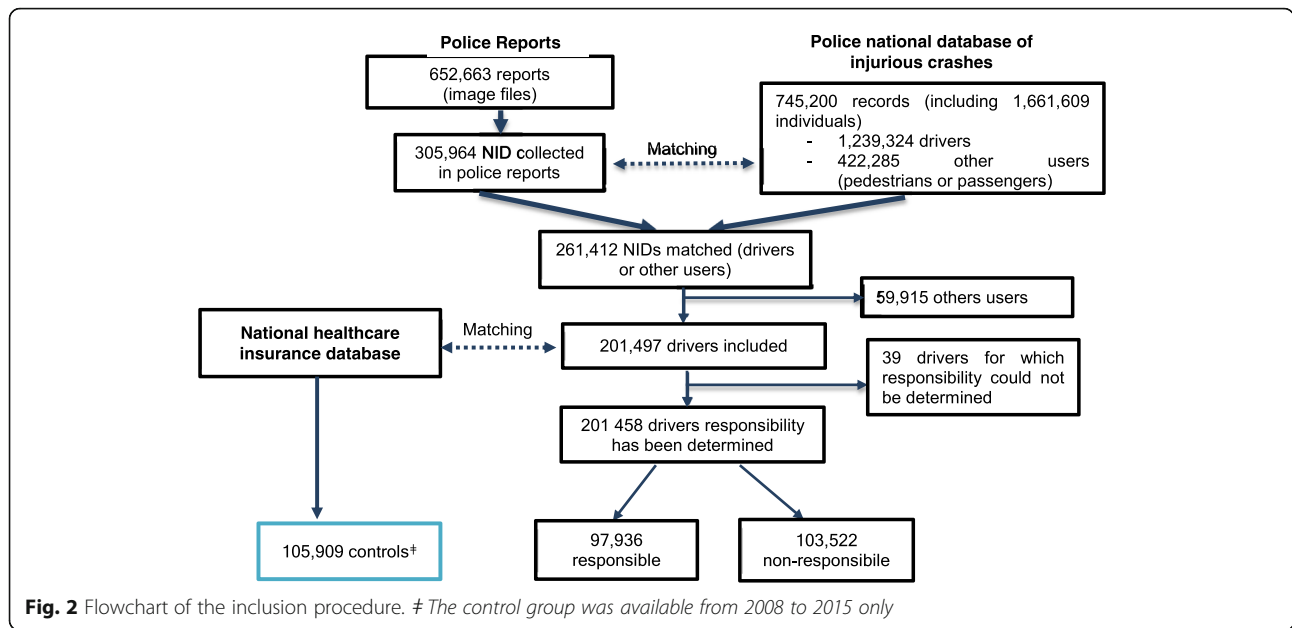 Police Reports
652,663 reports
(image files)
Police national database of
injurious crashes
745,200 records (including 1,661,609
individuals)
- 1,239,324 drivers
- 422,285 other users
(pedestrians or passengers)
305,964 NID collected
in police reports
Matching
261,412 NIDs matched (drivers
or other users)
59,915 others users
National healthcare
insurance database
Matching
201,497 drivers included
39 drivers for which
responsibility could not
be determined
201 458 drivers responsibility
has been determined
105,909 controls‡
97,936
responsible
103,522
non-responsibile
Fig. 2 Flowchart of the inclusion procedure. ‡ The control group was available from 2008 to 2015 only